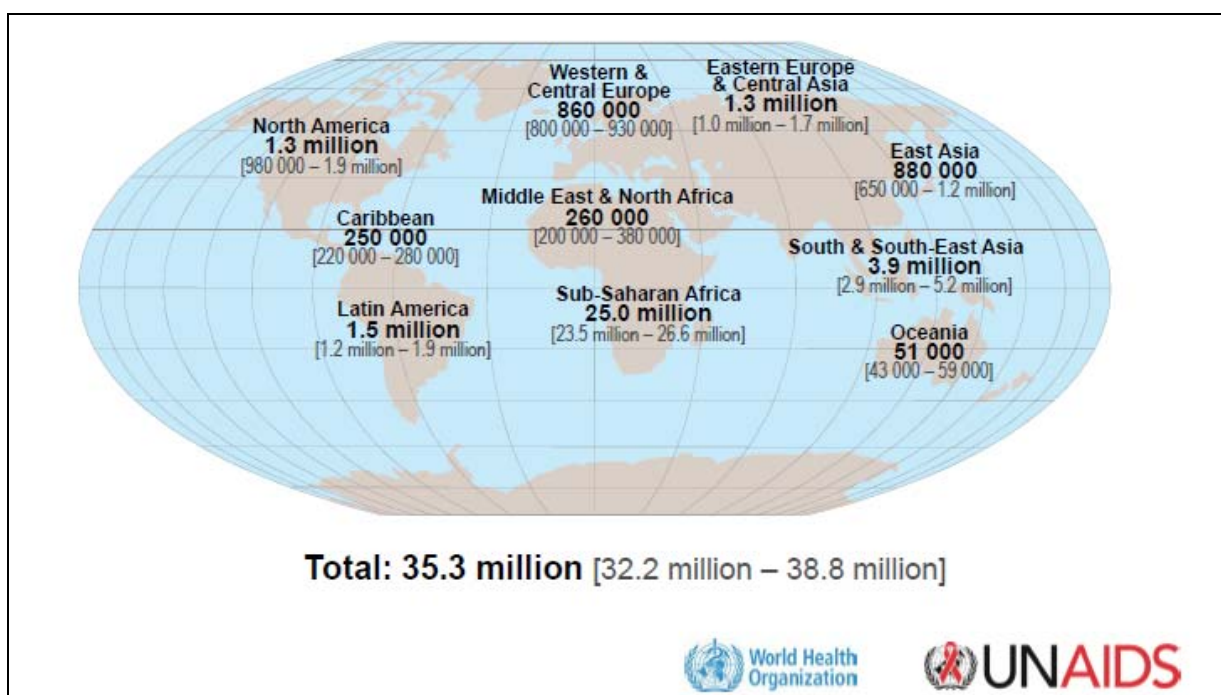 Western &
Central Europe
860 000
[800 000 – 930 000]
Eastern Europe
& Central Asia
1.3 million
[1.0 million – 1.7 million]
North America
1.3 million
[980 000 – 1.9 million]
East Asia
880 000
[650 000 – 1.2 million]
Middle East & North Africa
260 000
[200 000 – 380 000]
Caribbean
250 000
[220 000 – 280 000]
South & South-East Asia
3.9 million
[2.9 million – 5.2 million]
Sub-Saharan Africa
25.0 million
[23.5 million – 26.6 million]
Latin America
1.5 million
[1.2 million – 1.9 million]
Oceania
51 000
[43 000 – 59 000]
Total: 35.3 million [32.2 million – 38.8 million]
World Health
Organization
UNAIDS